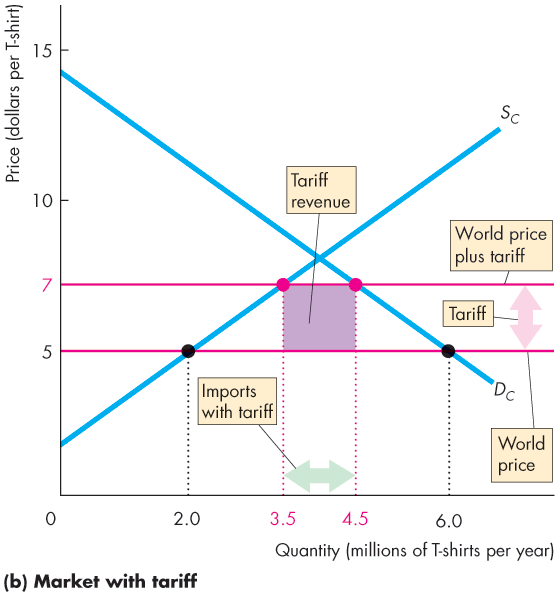 Price (dollars per T-shirt)
15
S_C
Tariff
revenue
10
World price
plus tariff
7
Tariff
5
Imports
with tariff
D_C
World
price
0
2.0
3.5
4.5
6.0
Quantity (millions of T-shirts per year)
(b) Market with tariff